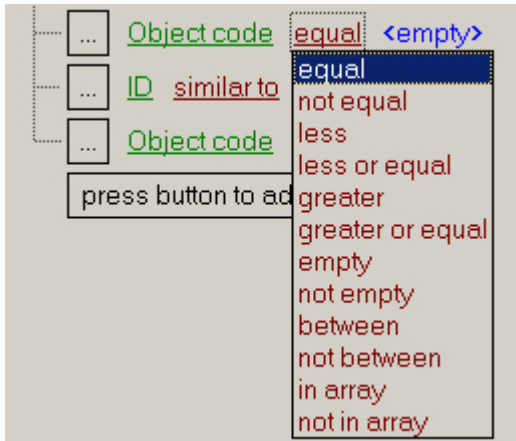 ... Object code equal <empty>
equal
... ID similar to
not equal
less
... Object code
less or equal
press button to ad
greater
greater or equal
empty
not empty
between
not between
in array
not in array